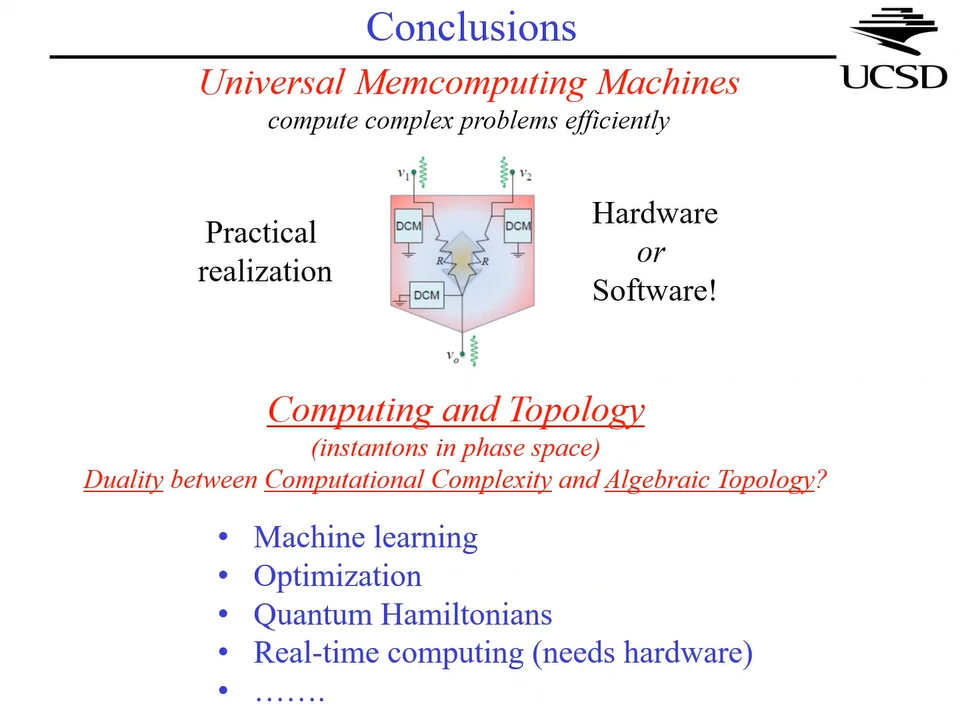 Conclusions
UCSD
Universal Memcomputing Machines
compute complex problems efficiently
v1
v2
Practical
realization
DCM
DCM
R
R
DCM
vo
Hardware
or
Software!
Computing and Topology
(instantons in phase space)
Duality between Computational Complexity and Algebraic Topology?
• Machine learning
• Optimization
• Quantum Hamiltonians
• Real-time computing (needs hardware)
• …….